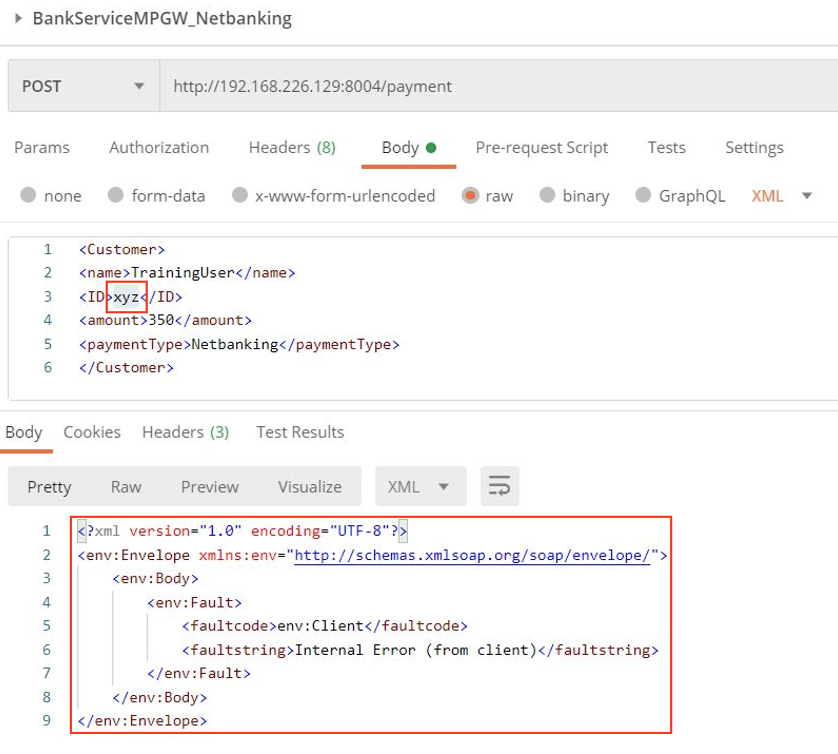 BankServiceMPGW_Netbanking
POST http://192.168.226.129:8004/payment
Params Authorization Headers (8) Body Pre-request Script Tests Settings
none form-data x-www-form-urlencoded raw binary GraphQL XML
1 <Customer>
2 <name>TrainingUser</name>
3 <ID>xyz</ID>
4 <amount>350</amount>
5 <paymentType>Netbanking</paymentType>
6 </Customer>
Body Cookies Headers (3) Test Results
Pretty Raw Preview Visualize XML
1 <?xml version="1.0" encoding="UTF-8"?>
2 <env:Envelope xmlns:env="http://schemas.xmlsoap.org/soap/envelope/">
3 <env:Body>
4 <env:Fault>
5 <faultcode>env:Client</faultcode>
6 <faultstring>Internal Error (from client)</faultstring>
7 </env:Fault>
8 </env:Body>
9 </env:Envelope>